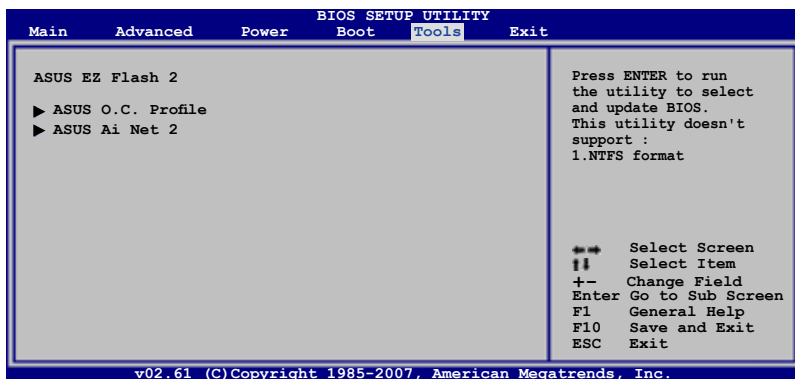 BIOS SETUP UTILITY
Main Advanced Power Boot Tools Exit
ASUS EZ Flash 2
▶ ASUS O.C. Profile
▶ ASUS Ai Net 2
Press ENTER to run
the utility to select
and update BIOS.
This utility doesn't
support :
1.NTFS format
←→ Select Screen
↑↓ Select Item
+- Change Field
Enter Go to Sub Screen
F1 General Help
F10 Save and Exit
ESC Exit
v02.61 (C)Copyright 1985-2007, American Megatrends, Inc.